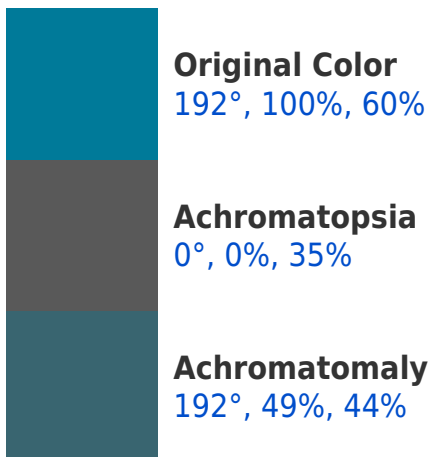 Original Color
192°, 100%, 60%
Achromatopsia
0°, 0%, 35%
Achromatomaly
192°, 49%, 44%